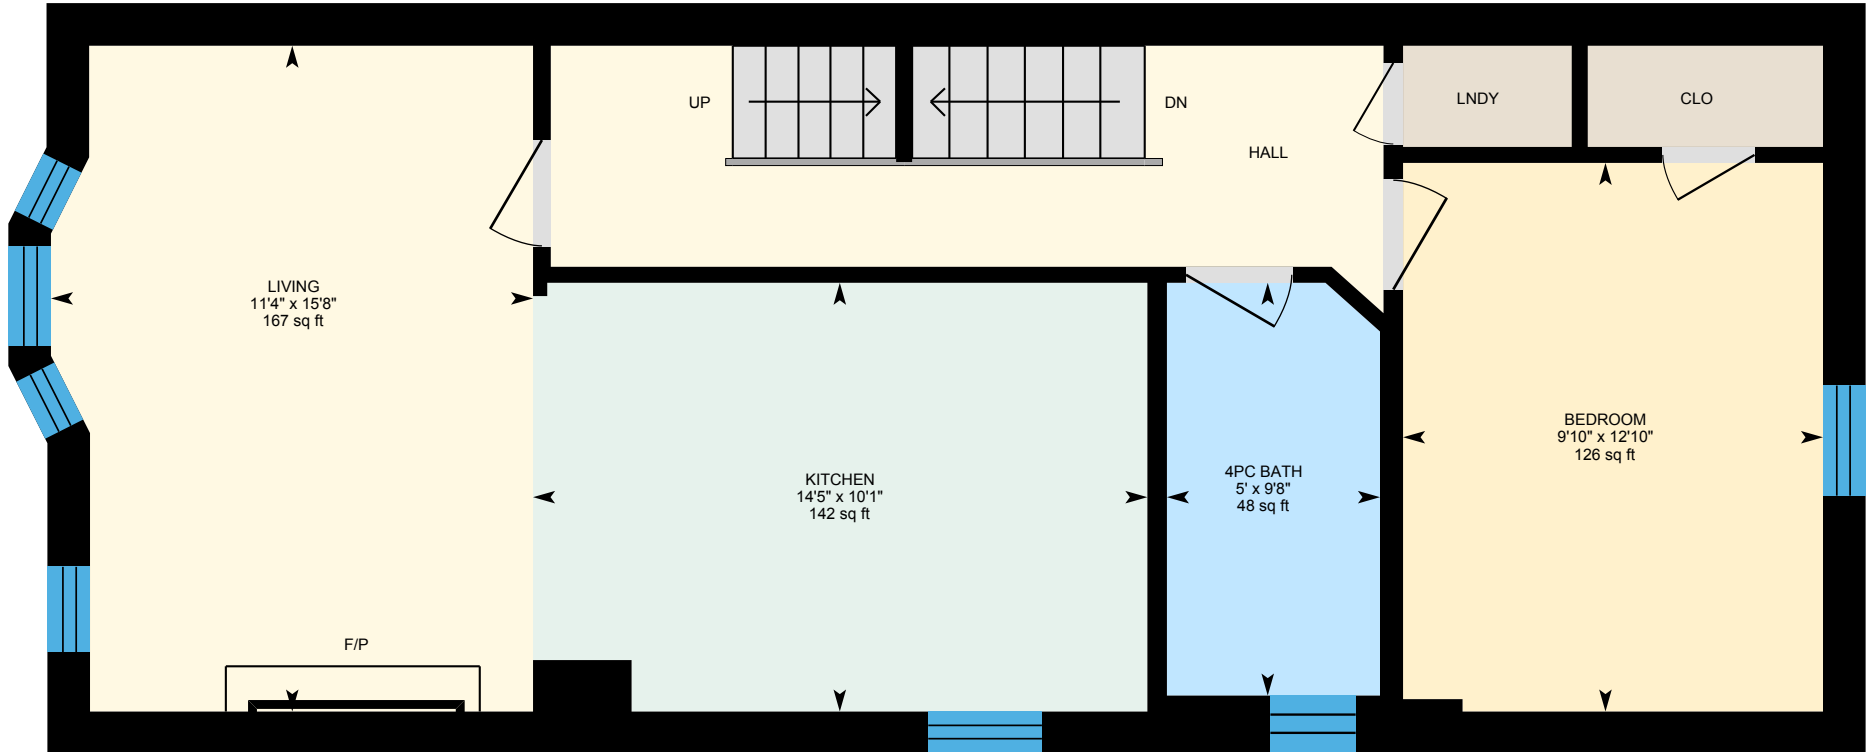 UP
DN
LNDY
CLO
HALL
LIVING
11'4" x 15'8"
167 sq ft
BEDROOM
9'10" x 12'10"
126 sq ft
KITCHEN
14'5" x 10'1"
142 sq ft
4PC BATH
5' x 9'8"
48 sq ft
F/P